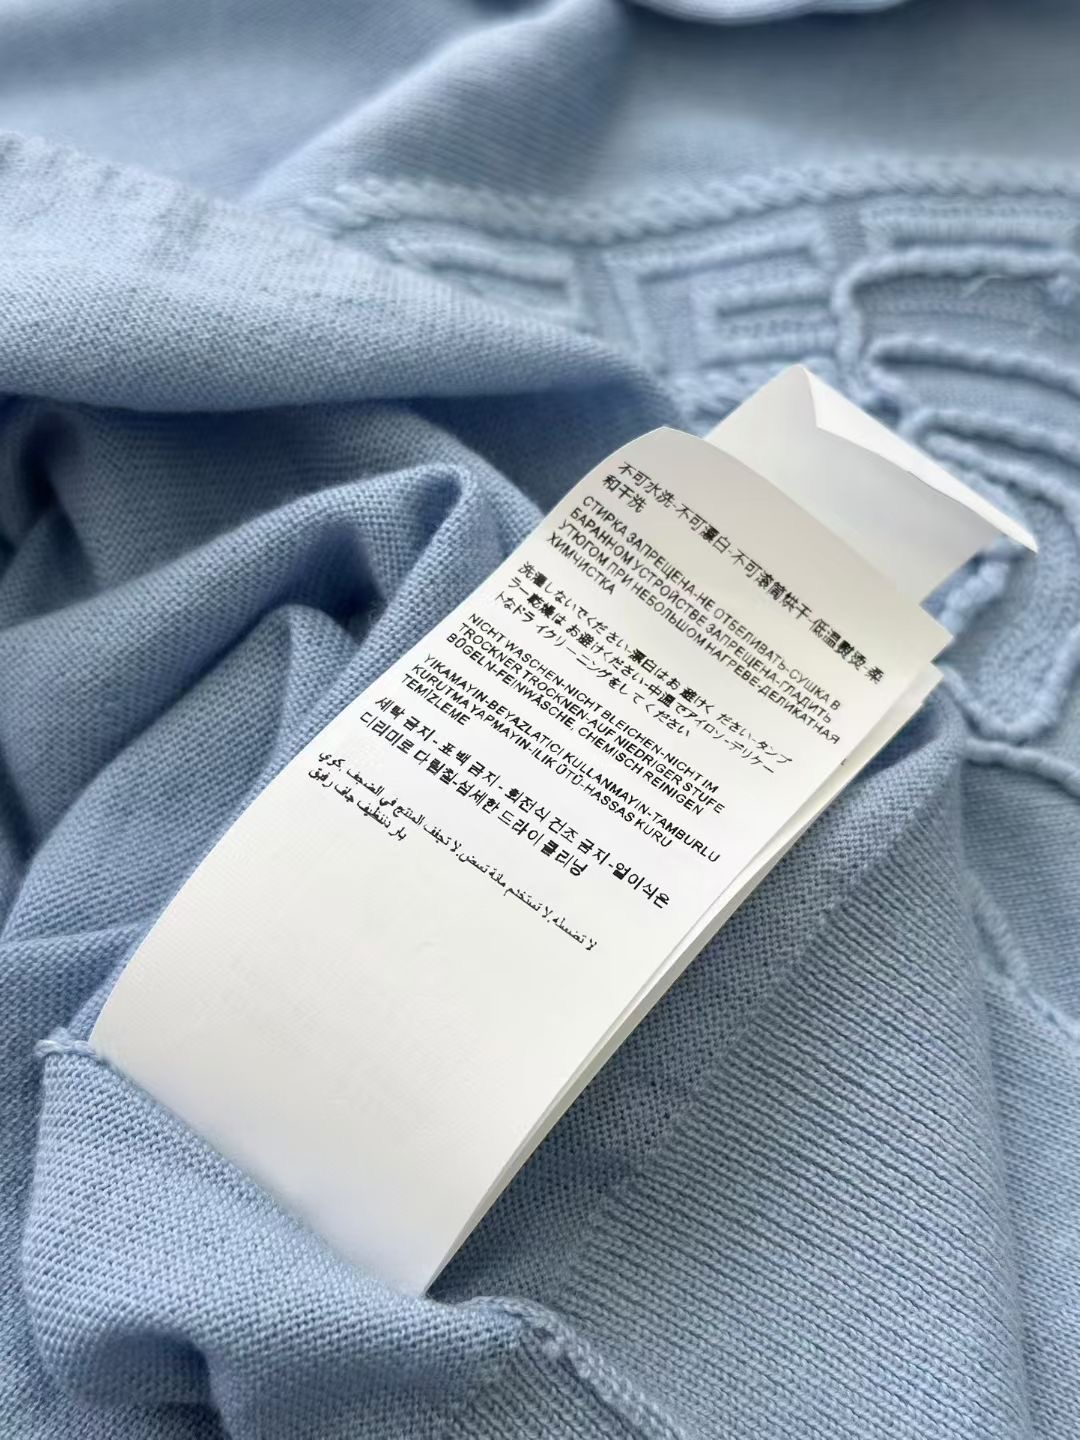 不可水洗-不可漂白-不可滚筒烘干-低温熨烫-柔
和干洗
СТИРКА ЗАПРЕЩЕНА-НЕ ОТБЕЛИВАТЬ-СУШКА В
БАРАННОМ УСТРОЙСТВЕ ЗАПРЕЩЕНА-ГЛАДИТЬ
УТЮГОМ ПРИ НЕБОЛЬШОМ НАГРЕВЕ-ДЕЛИКАТНАЯ
ХИМЧИСТКА
洗濯しないでください-漂白はお避けください-タンブ
ラー乾燥はお避けください-中温でアイロン-デリケー
トなドライクリーニングをしてください
NICHT WASCHEN-NICHT BLEICHEN-NICHT IM
TROCKNER TROCKNEN-AUF NIEDRIGER STUFE
BÜGELN-FEINWÄSCHE, CHEMISCH REINIGEN
YIKAMAYIN-BEYAZLATICI KULLANMAYIN-TAMBURLU
KURUTMA YAPMAYIN-ILIK ÜTÜ-HASSAS KURU
TEMİZLEME
세탁 금지 - 표백 금지 - 회전식 건조 금지 -열이식은
디리미로 다림질-섬세한 드라이 클리닝
لا تجفف المنتج في